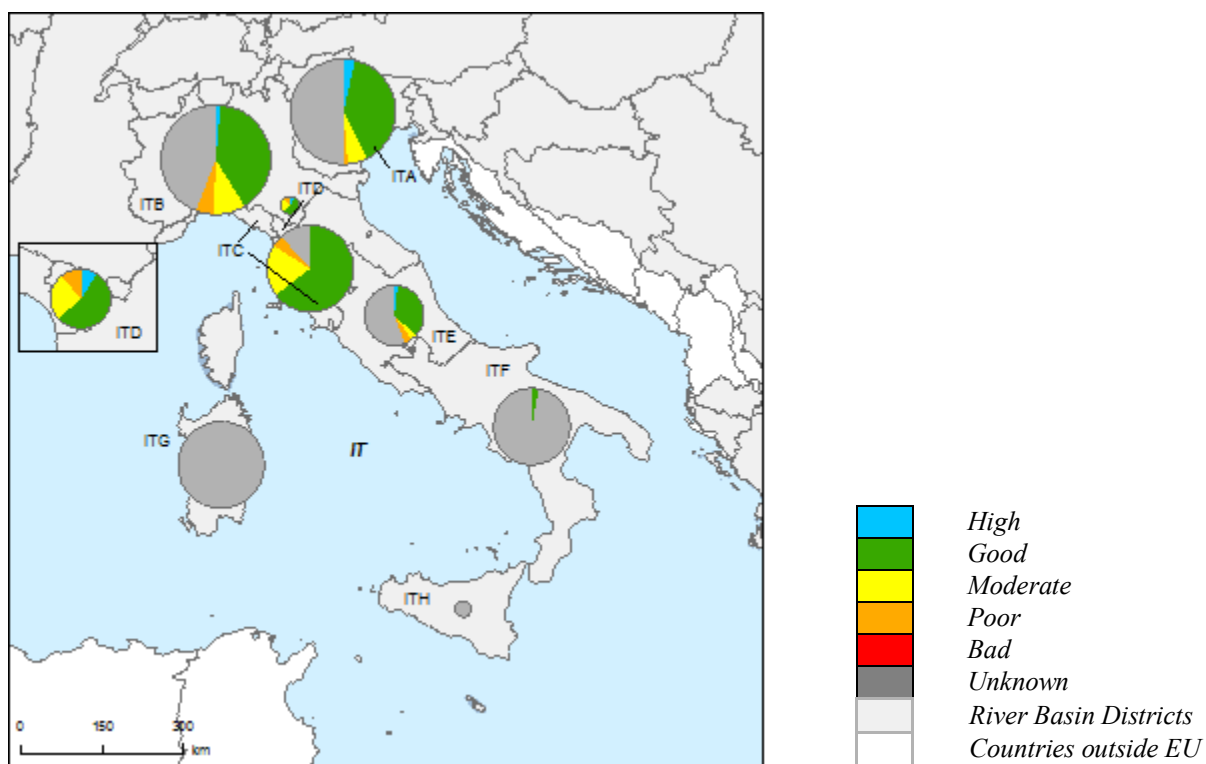 ITA
ITB
ITD
ITC
ITD
ITE
ITF
ITG
IT
ITH
0 150 300
km
High
Good
Moderate
Poor
Bad
Unknown
River Basin Districts
Countries outside EU